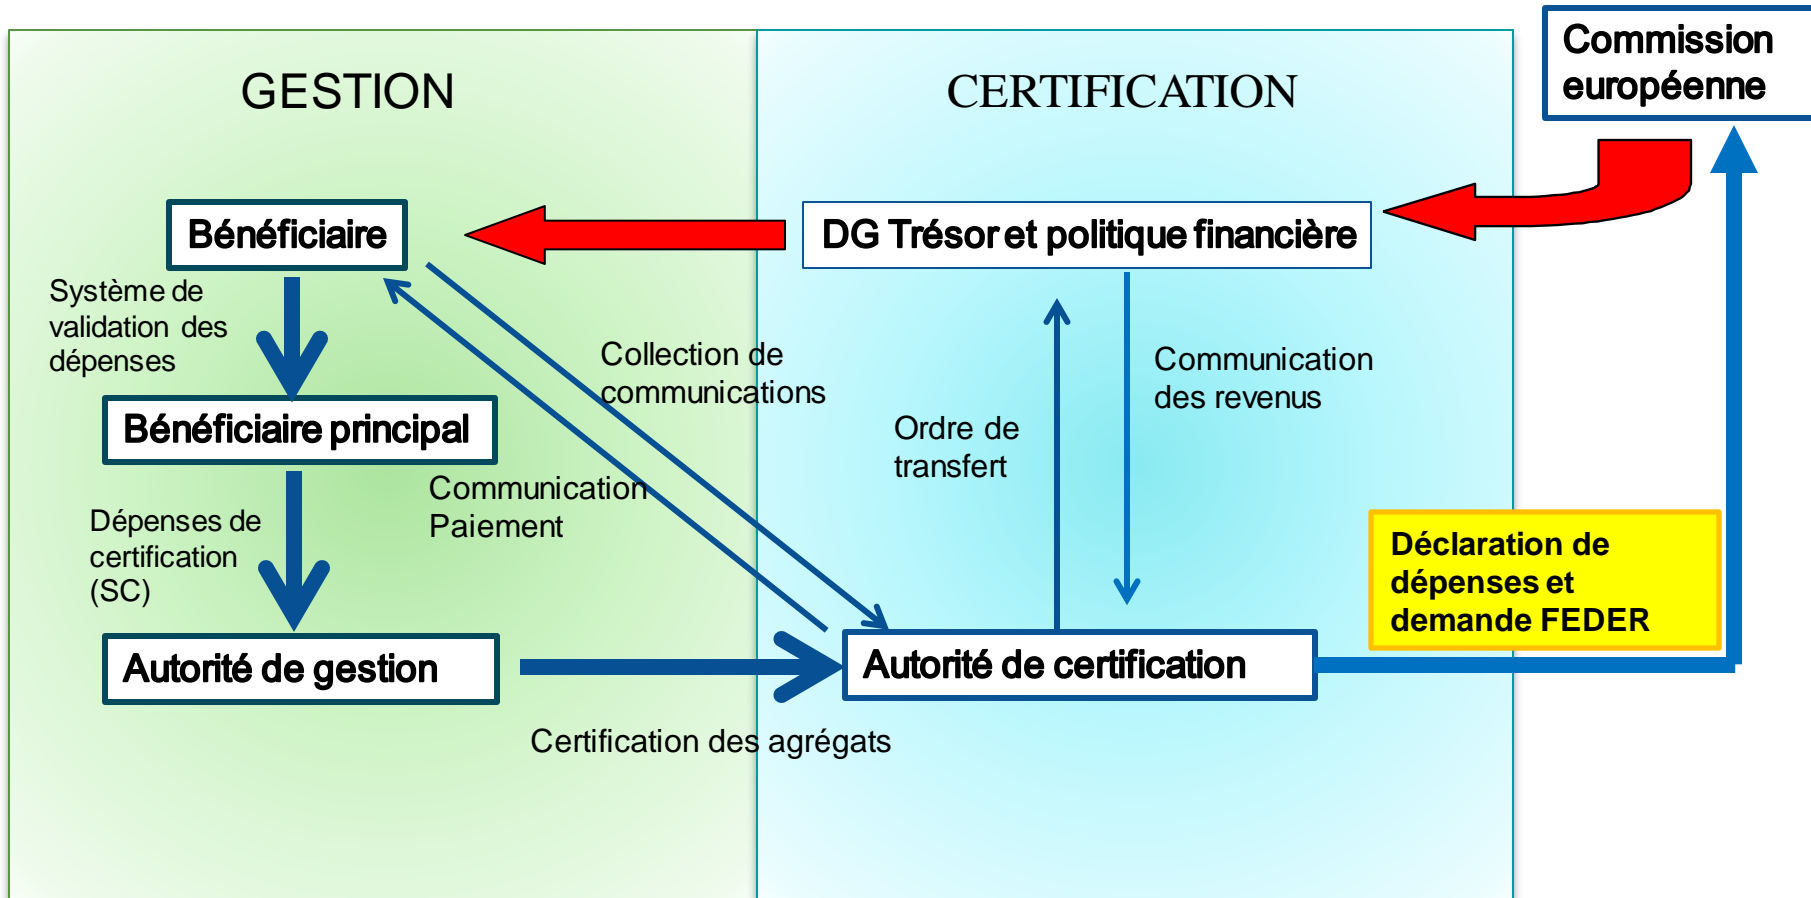 Commission
européenne
GESTION
CERTIFICATION
Bénéficiaire
DG Trésor et politique financière
Système de
validation des
dépenses
Collection de
communications
Communication
des revenus
Bénéficiaire principal
Ordre de
transfert
Communication
Paiement
Dépenses de
certification
(SC)
Déclaration de
dépenses et
demande FEDER
Autorité de gestion
Autorité de certification
Certification des agrégats